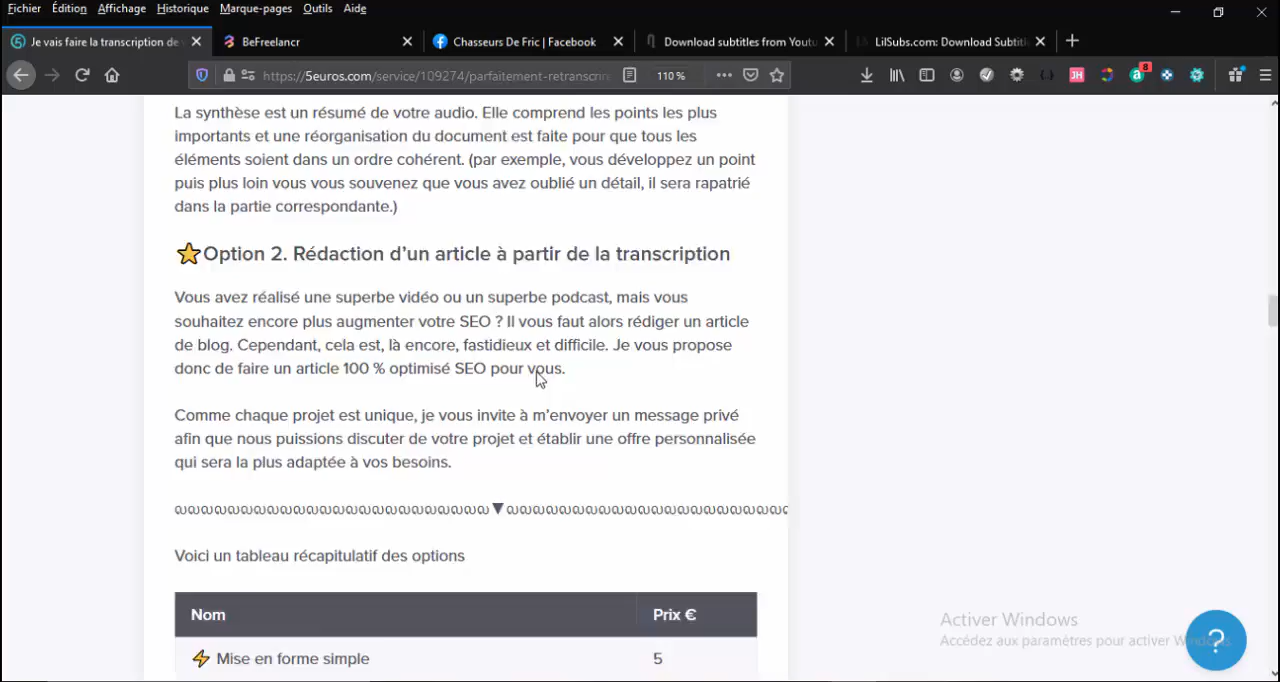 Fichier Édition Affichage Historique Marque-pages Outils Aide
Je vais faire la transcription de
BeFreelancr
Chasseurs De Fric | Facebook
Download subtitles from Youtu
LilSubs.com: Download Subtitl
https://5euros.com/service/109274/parfaitement-retranscrir
110 %
JH
8
La synthèse est un résumé de votre audio. Elle comprend les points les plus
importants et une réorganisation du document est faite pour que tous les
éléments soient dans un ordre cohérent. (par exemple, vous développez un point
puis plus loin vous vous souvenez que vous avez oublié un détail, il sera rapatrié
dans la partie correspondante.)
Option 2. Rédaction d’un article à partir de la transcription
Vous avez réalisé une superbe vidéo ou un superbe podcast, mais vous
souhaitez encore plus augmenter votre SEO ? Il vous faut alors rédiger un article
de blog. Cependant, cela est, là encore, fastidieux et difficile. Je vous propose
donc de faire un article 100 % optimisé SEO pour vous.
Comme chaque projet est unique, je vous invite à m’envoyer un message privé
afin que nous puissions discuter de votre projet et établir une offre personnalisée
qui sera la plus adaptée à vos besoins.
Voici un tableau récapitulatif des options
Nom Prix €
Mise en forme simple 5
Activer Windows
Accédez aux paramètres pour activer Windows.
?